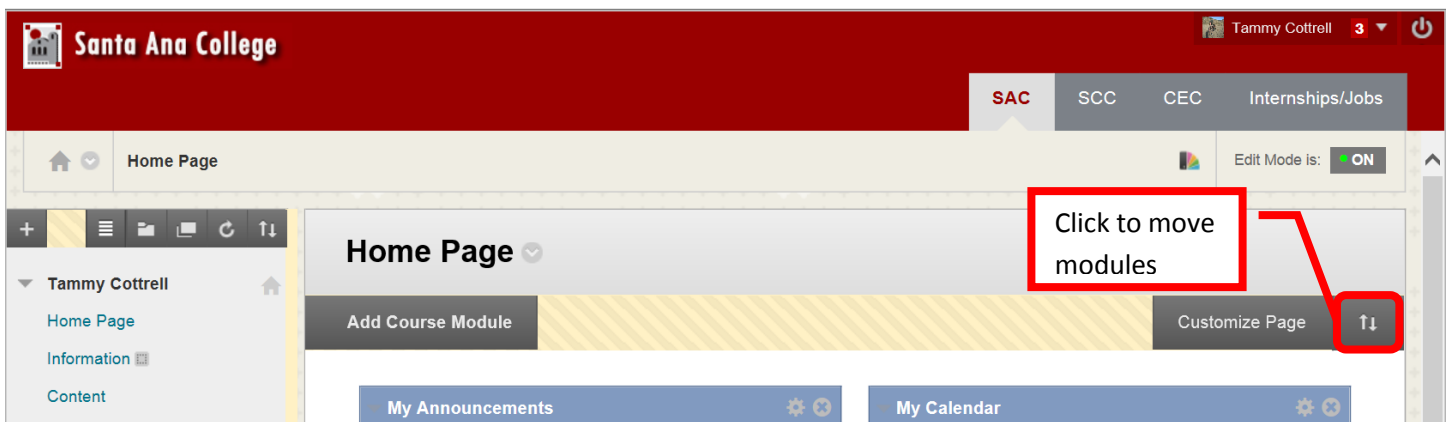 Santa Ana College
Tammy Cottrell 3
SAC SCC CEC Internships/Jobs
Home Page
Edit Mode is: ON
Click to move
modules
Home Page
Tammy Cottrell
Home Page
Information
Content
Add Course Module
Customize Page
My Announcements
My Calendar